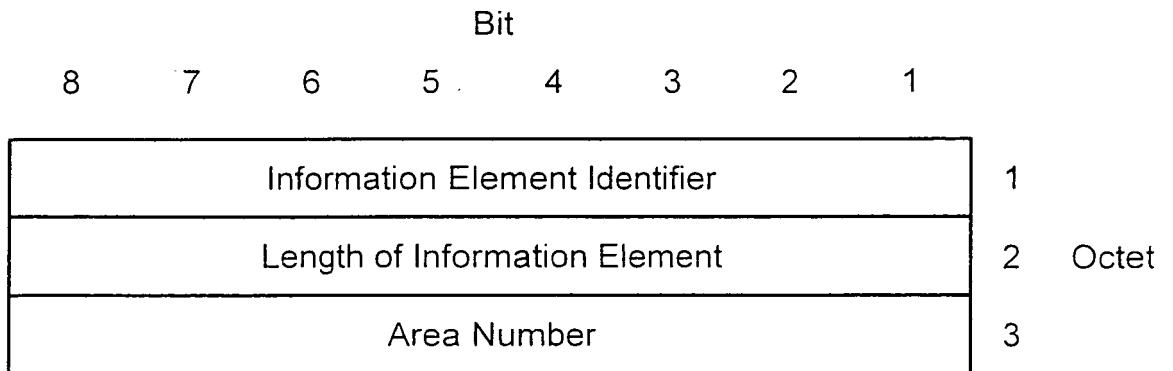 Bit
8 7 6 5 4 3 2 1
Information Element Identifier 1
Length of Information Element 2 Octet
Area Number 3